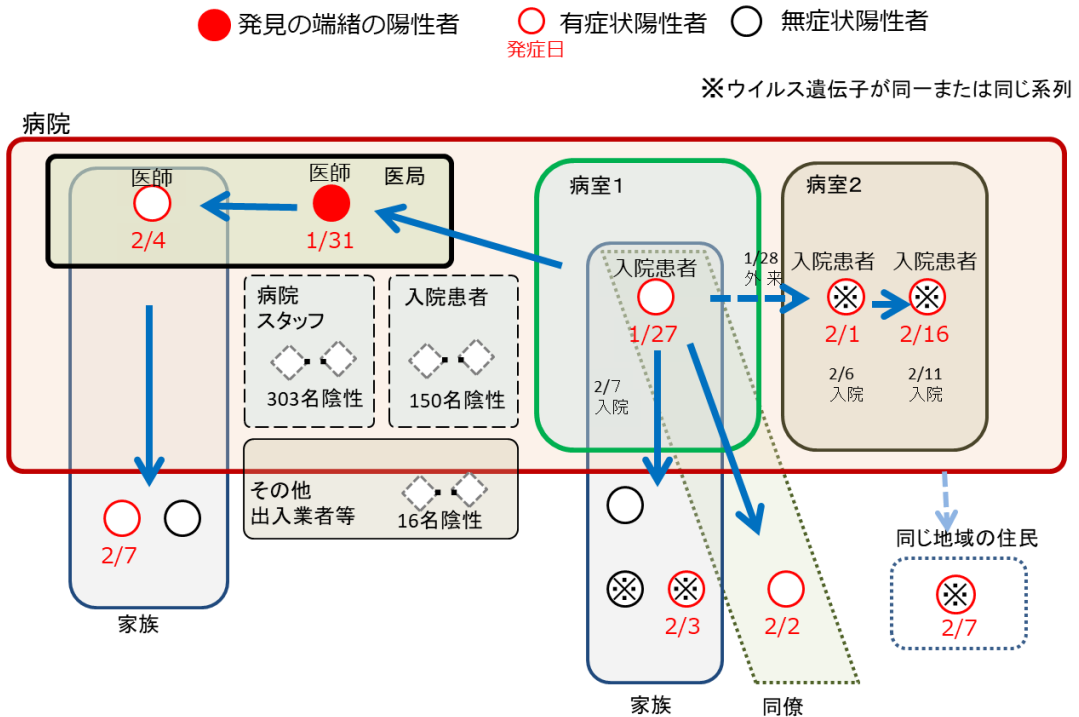 発見の端緒の陽性者
有症状陽性者
発症日
無症状陽性者
※ウイルス遺伝子が同一または同じ系列
病院
医師
2/4
医師
1/31
医局
病室1
病室2
入院患者
1/27
1/28
外来
入院患者
※
2/1
入院患者
※
2/16
2/6
入院
2/11
入院
2/7
入院
病院
スタッフ
303名陰性
入院患者
150名陰性
その他
出入業者等
16名陰性
2/7
家族
※
※
2/3
家族
2/2
同僚
同じ地域の住民
※
2/7